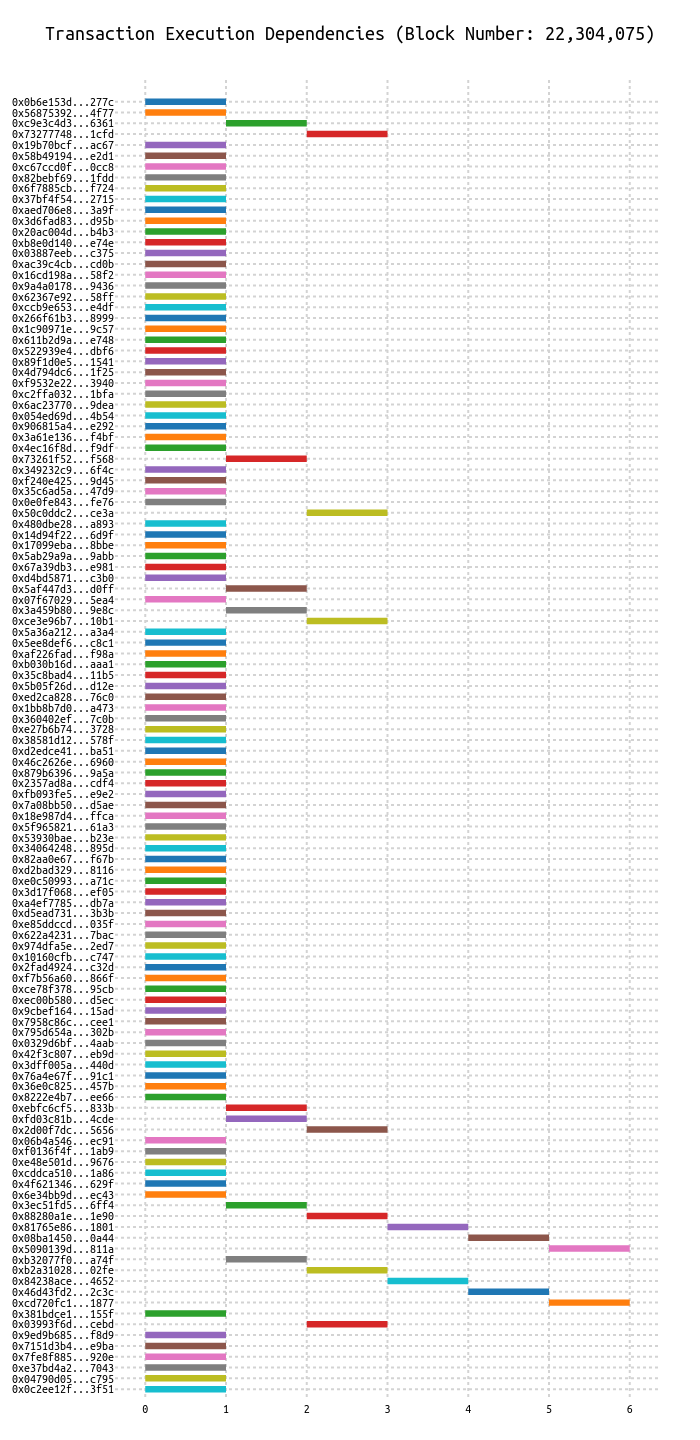 Transaction Execution Dependencies (Block Number: 22,304,075)
0x0b6e153d...277c
0x56875392...4f77
0xc9e3c4d3...6361
0x73277748...1cfd
0x19b70bcf...ac67
0x58b49194...e2d1
0xc67ccd0f...0cc8
0x82bebf69...1fdd
0x6f7885cb...f724
0x37bf4f54...2715
0xaed706e8...3a9f
0x3d6fad83...d95b
0x20ac004d...b4b3
0xb8e0d140...e74e
0x03887eeb...c375
0xac39c4cb...cd0b
0x16cd198a...58f2
0x9a4a0178...9436
0x62367e92...58ff
0xccb9e653...e4df
0x266f61b3...8999
0x1c90971e...9c57
0x611b2d9a...e748
0x522939e4...dbf6
0x89f1d0e5...1541
0x4d794dc6...1f25
0xf9532e22...3940
0xc2ffa032...1bfa
0x6ac23770...9dea
0x054ed69d...4b54
0x906815a4...e292
0x3a61e136...f4bf
0x4ec16f8d...f9df
0x73261f52...f568
0x349232c9...6f4c
0xf240e425...9d45
0x35c6ad5a...47d9
0x0e0fe843...fe76
0x50c0ddc2...ce3a
0x480dbe28...a893
0x14d94f22...6d9f
0x17099eba...8bbe
0x5ab29a9a...9abb
0x67a39db3...e981
0xd4bd5871...c3b0
0x5af447d3...d0ff
0x07f67029...5ea4
0x3a459b80...9e8c
0xce3e96b7...10b1
0x5a36a212...a3a4
0x5ee8def6...c8c1
0xaf226fad...f98a
0xb030b16d...aaa1
0x35c8bad4...11b5
0x5b05f26d...d12e
0xed2ca828...76c0
0x1bb8b7d0...a473
0x360402ef...7c0b
0xe27b6b74...3728
0x38581d12...578f
0xd2edce41...ba51
0x46c2626e...6960
0x879b6396...9a5a
0x2357ad8a...cdf4
0xfb093fe5...e9e2
0x7a08bb50...d5ae
0x18e987d4...ffca
0x5f965821...61a3
0x53930bae...b23e
0x34064248...895d
0x82aa0e67...f67b
0xd2bad329...8116
0xe0c50993...a71c
0x3d17f068...ef05
0xa4ef7785...db7a
0xd5ead731...3b3b
0xe85ddccd...035f
0x622a4231...7bac
0x974dfa5e...2ed7
0x10160cfb...c747
0x2fad4924...c32d
0xf7b56a60...866f
0xce78f378...95cb
0xec00b580...d5ec
0x9cbef164...15ad
0x7958c86c...cee1
0x795d654a...302b
0x0329d6bf...4aab
0x42f3c807...eb9d
0x3dff005a...440d
0x76a4e67f...91c1
0x36e0c825...457b
0x8222e4b7...ee66
0xebfc6cf5...833b
0xfd03c81b...4cde
0x2d00f7dc...5656
0x06b4a546...ec91
0xf0136f4f...1ab9
0xe48e501d...9676
0xcddca510...1a86
0x4f621346...629f
0x6e34bb9d...ec43
0x3ec51fd5...6ff4
0x88280a1e...1e90
0x81765e86...1801
0x08ba1450...0a44
0x5090139d...811a
0xb32077f0...a74f
0xb2a31028...02fe
0x84238ace...4652
0x46d43fd2...2c3c
0xcd720fc1...1877
0x381bdce1...155f
0x03993f6d...cebd
0x9ed9b685...f8d9
0x7151d3b4...e9ba
0x7fe8f885...920e
0xe37bd4a2...7043
0x04790d05...c795
0x0c2ee12f...3f51
0 1 2 3 4 5 6